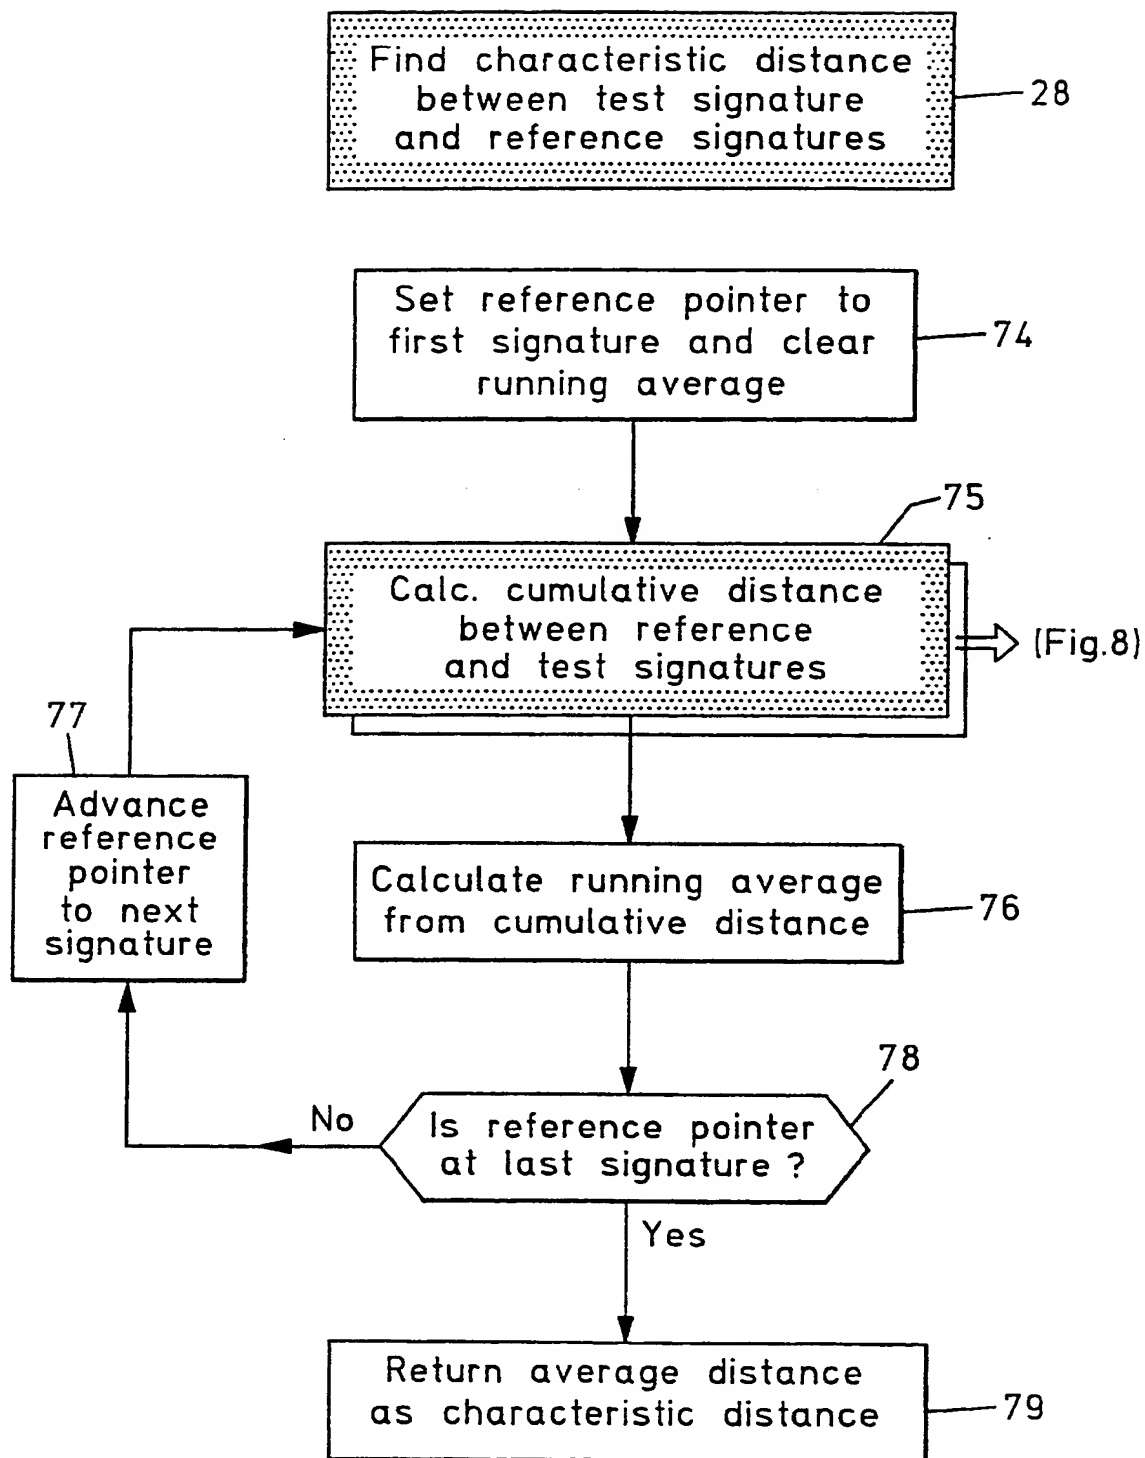 Find characteristic distance
between test signature
and reference signatures
28
Set reference pointer to
first signature and clear
running average
74
75
Calc. cumulative distance
between reference
and test signatures
(Fig.8)
77
Advance
reference
pointer
to next
signature
Calculate running average
from cumulative distance
76
78
No
Is reference pointer
at last signature ?
Yes
Return average distance
as characteristic distance
79